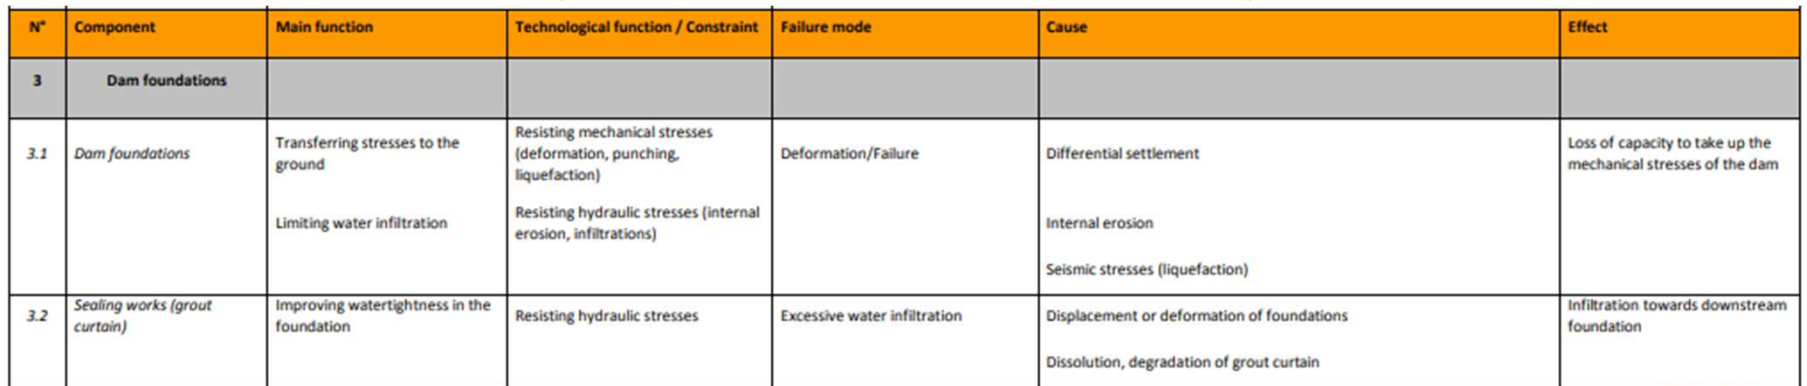 N° Component Main function Technological function / Constraint Failure mode Cause Effect
3 Dam foundations
3.1 Dam foundations
Transferring stresses to the
ground
Limiting water infiltration
Resisting mechanical stresses
(deformation, punching,
liquefaction)
Resisting hydraulic stresses (internal
erosion, infiltrations)
Deformation/Failure
Differential settlement
Internal erosion
Seismic stresses (liquefaction)
Loss of capacity to take up the
mechanical stresses of the dam
3.2
Sealing works (grout
curtain)
Improving watertightness in the
foundation
Resisting hydraulic stresses
Excessive water infiltration
Displacement or deformation of foundations
Dissolution, degradation of grout curtain
Infiltration towards downstream
foundation